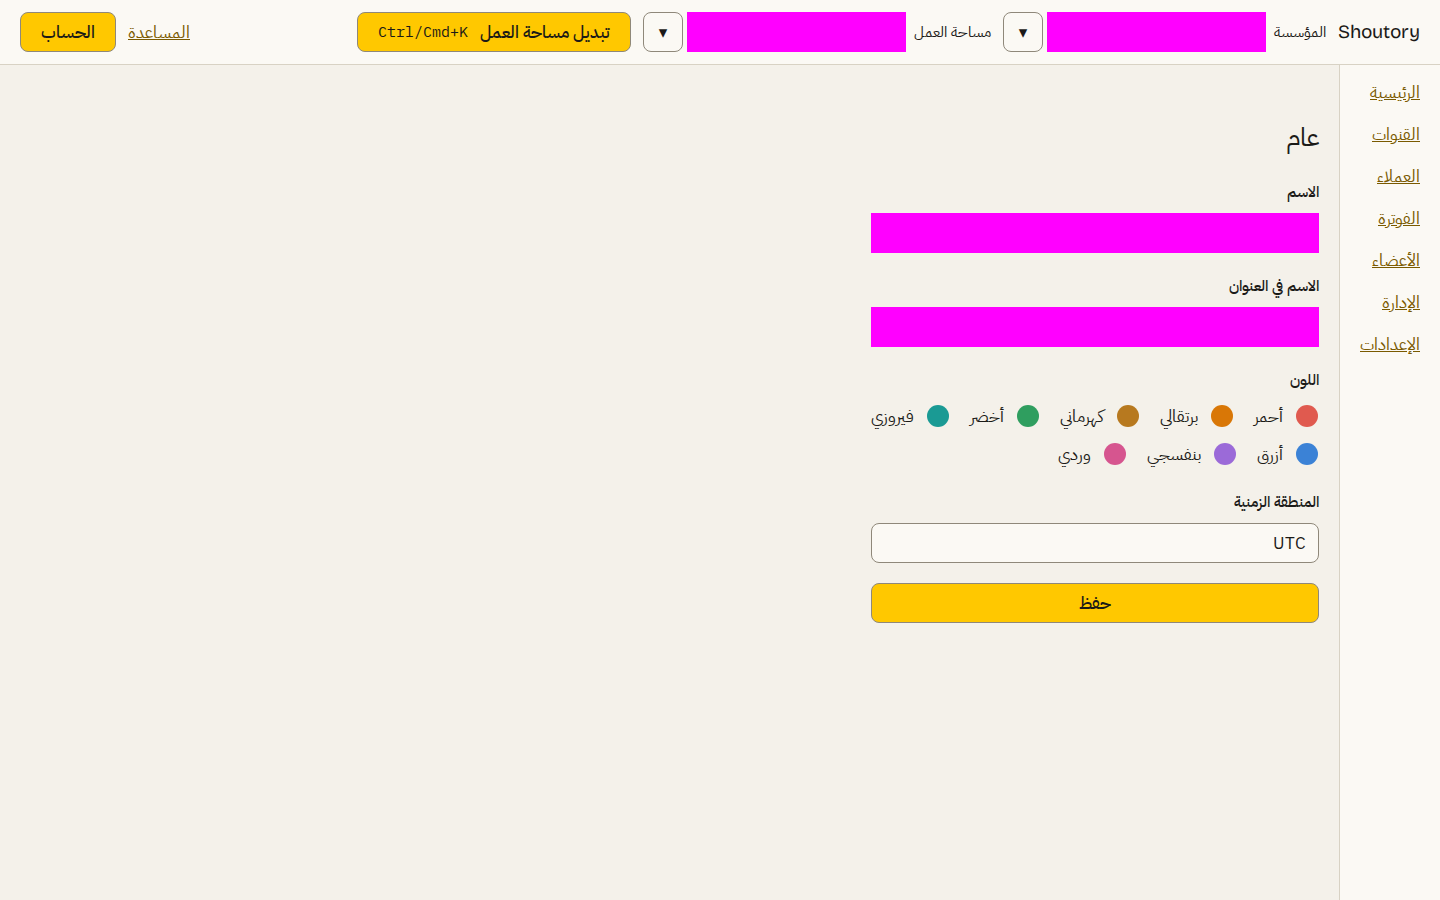 Shoutory المؤسسة ▼ مساحة العمل ▼ تبديل مساحة العمل Ctrl/Cmd+K المساعدة الحساب
الرئيسية
القنوات
العملاء
الفوترة
الأعضاء
الإدارة
الإعدادات
عام
الاسم
الاسم في العنوان
اللون
أحمر برتقالي كهرماني أخضر فيروزي
أزرق بنفسجي وردي
المنطقة الزمنية
UTC
حفظ